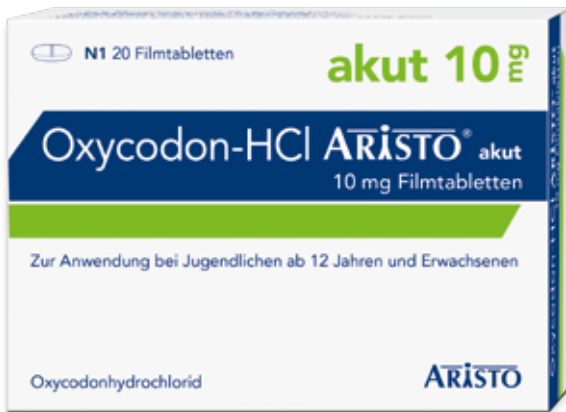 N1 20 Filmtabletten
akut 10 mg
Oxycodon-HCl ARISTO® akut
10 mg Filmtabletten
Zur Anwendung bei Jugendlichen ab 12 Jahren und Erwachsenen
Oxycodonhydrochlorid
ARISTO